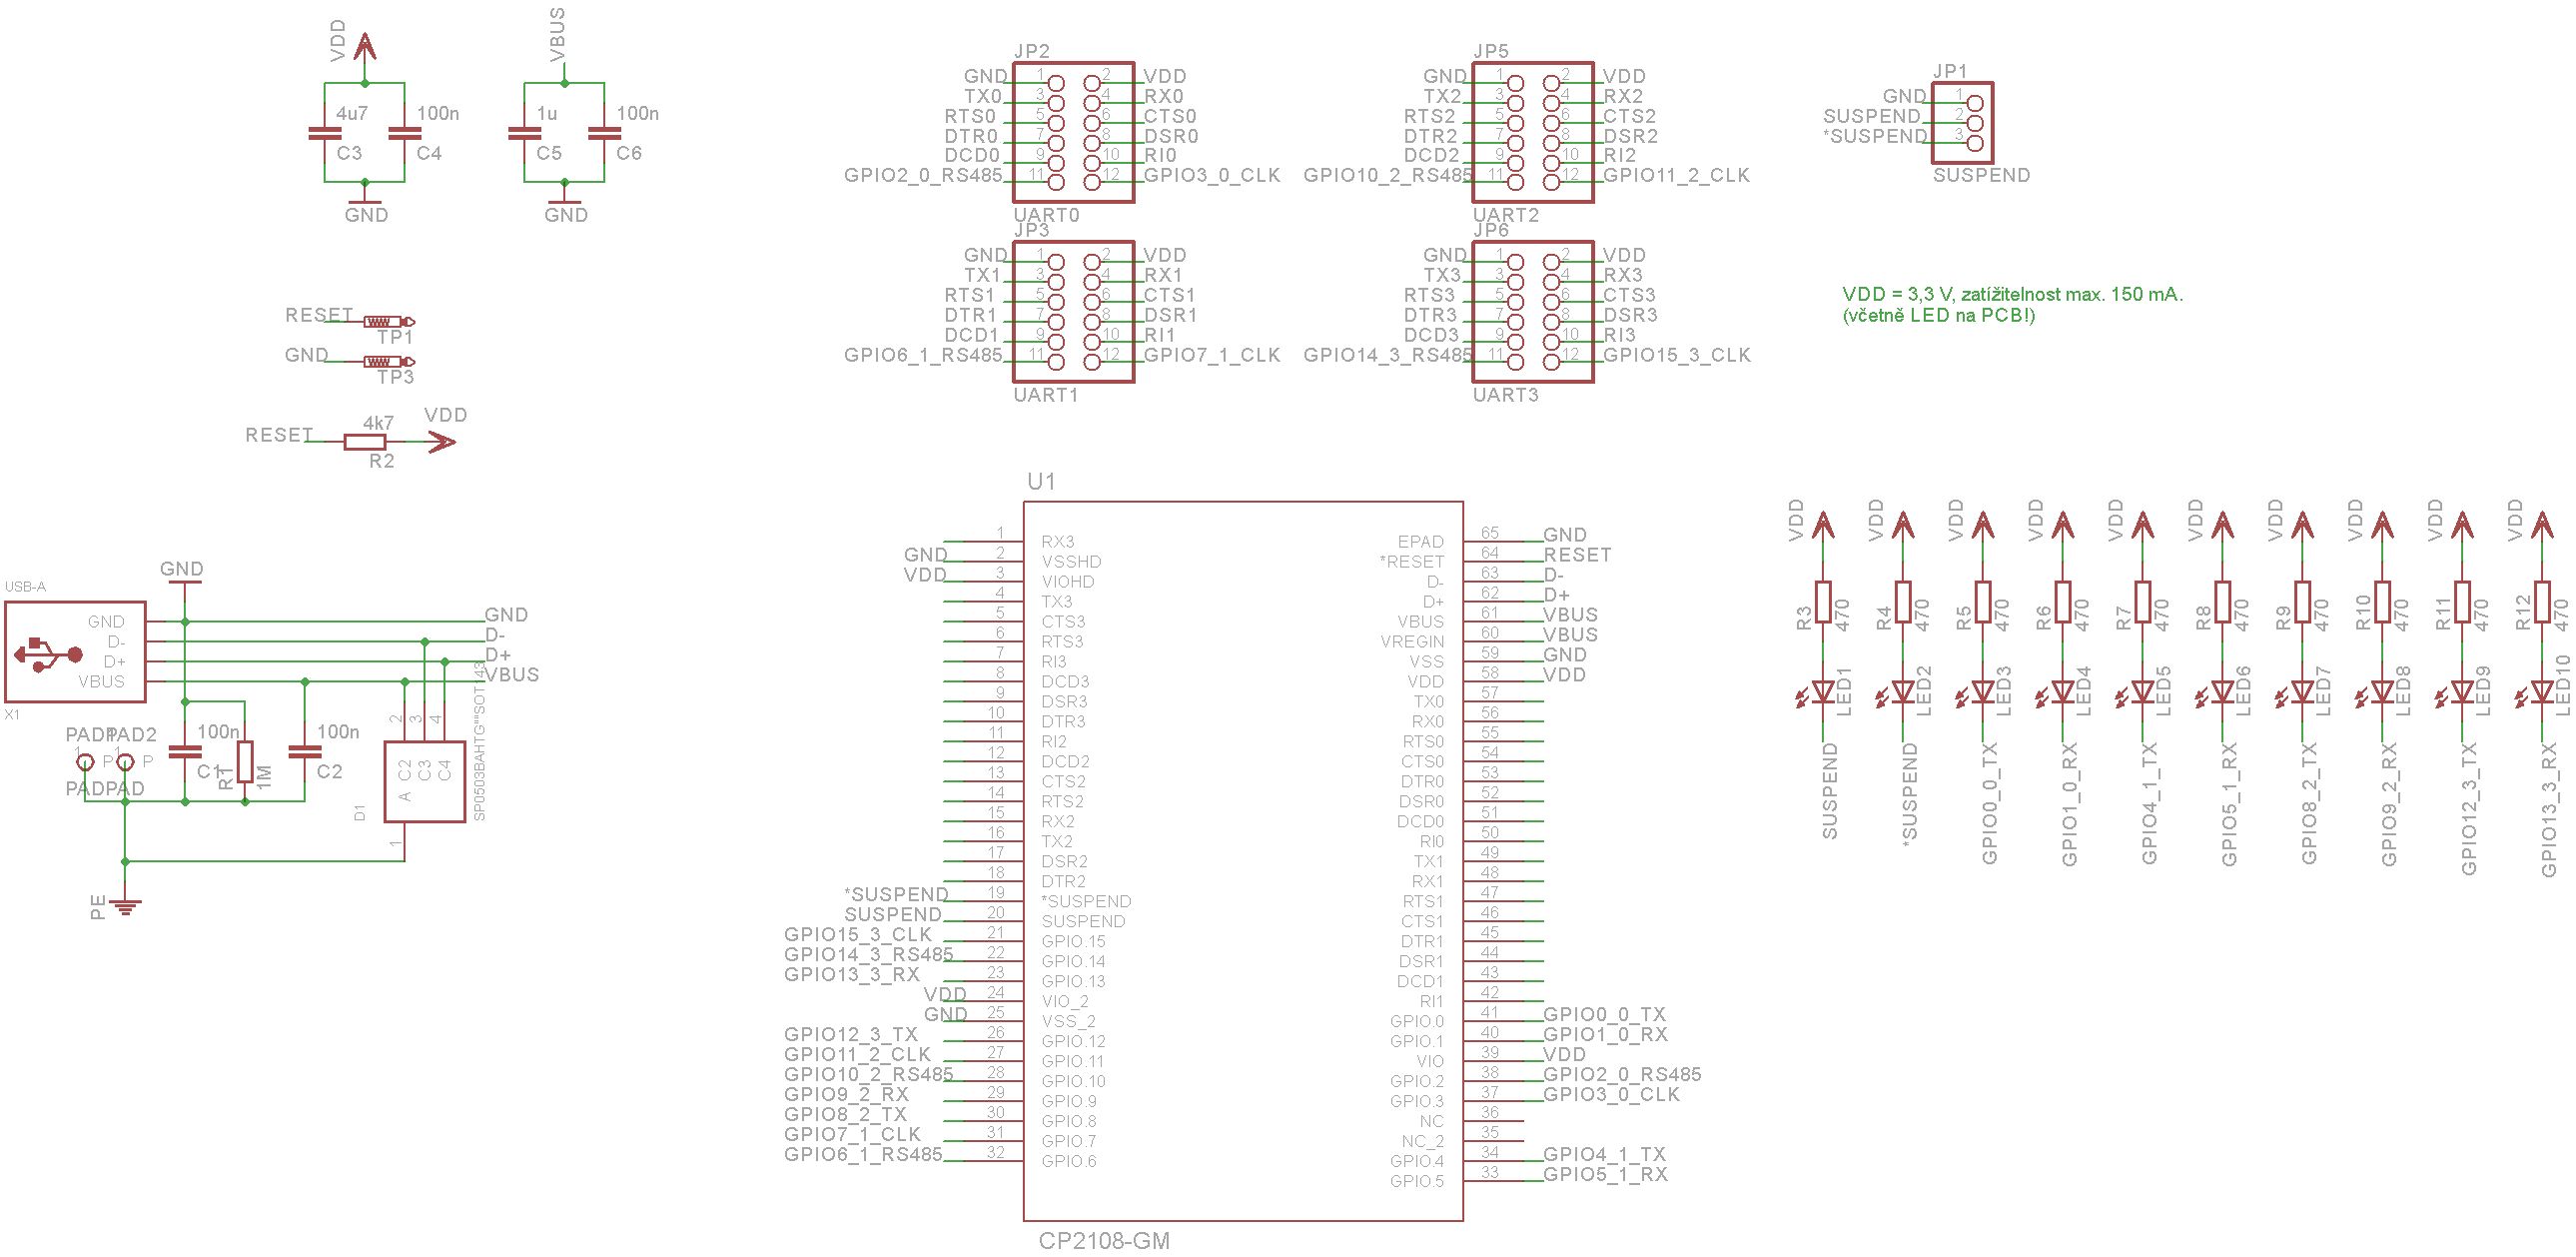 VDD
4u7
100n
C3
C4
GND
VBUS
1u
100n
C5
C6
GND
RESET
TP1
GND
TP3
RESET
4k7
VDD
R2
USB-A
GND
D-
D+
VBUS
X1
GND
GND
D-
D+
VBUS
PAD2
1
1
P
P
PAD
PAD
100n
C1
R1
1M
100n
C2
2
3
4
C2
C3
C4
A
1
D1
SP0503BAHTG"SOT143
PE
JP2
GND 1 2 VDD
TX0 3 4 RX0
RTS0 5 6 CTS0
DTR0 7 8 DSR0
DCD0 9 10 RI0
GPIO2_0_RS485 11 12 GPIO3_0_CLK
UART0
JP3
GND 1 2 VDD
TX1 3 4 RX1
RTS1 5 6 CTS1
DTR1 7 8 DSR1
DCD1 9 10 RI1
GPIO6_1_RS485 11 12 GPIO7_1_CLK
UART1
JP5
GND 1 2 VDD
TX2 3 4 RX2
RTS2 5 6 CTS2
DTR2 7 8 DSR2
DCD2 9 10 RI2
GPIO10_2_RS485 11 12 GPIO11_2_CLK
UART2
JP6
GND 1 2 VDD
TX3 3 4 RX3
RTS3 5 6 CTS3
DTR3 7 8 DSR3
DCD3 9 10 RI3
GPIO14_3_RS485 11 12 GPIO15_3_CLK
UART3
JP1
GND 1
SUSPEND 2
*SUSPEND 3
SUSPEND
VDD = 3,3 V, zatížitelnost max. 150 mA.
(včetně LED na PCB!)
U1
1 RX3
GND 2 VSSHD
VDD 3 VIOHD
4 TX3
5 CTS3
6 RTS3
7 RI3
8 DCD3
9 DSR3
10 DTR3
11 RI2
12 DCD2
13 CTS2
14 RTS2
15 RX2
16 TX2
17 DSR2
18 DTR2
*SUSPEND 19 *SUSPEND
SUSPEND 20 SUSPEND
GPIO15_3_CLK 21 GPIO.15
GPIO14_3_RS485 22 GPIO.14
GPIO13_3_RX 23 GPIO.13
VDD 24 VIO_2
GND 25 VSS_2
GPIO12_3_TX 26 GPIO.12
GPIO11_2_CLK 27 GPIO.11
GPIO10_2_RS485 28 GPIO.10
GPIO9_2_RX 29 GPIO.9
GPIO8_2_TX 30 GPIO.8
GPIO7_1_CLK 31 GPIO.7
GPIO6_1_RS485 32 GPIO.6
EPAD 65 GND
*RESET 64 RESET
D- 63 D-
D+ 62 D+
VBUS 61 VBUS
VREGIN 60 VBUS
VSS 59 GND
VDD 58 VDD
TX0 57
RX0 56
RTS0 55
CTS0 54
DTR0 53
DSR0 52
DCD0 51
RI0 50
TX1 49
RX1 48
RTS1 47
CTS1 46
DTR1 45
DSR1 44
DCD1 43
RI1 42
GPIO.0 41 GPIO0_0_TX
GPIO.1 40 GPIO1_0_RX
VIO 39 VDD
GPIO.2 38 GPIO2_0_RS485
GPIO.3 37 GPIO3_0_CLK
NC 36
NC_2 35
GPIO.4 34 GPIO4_1_TX
GPIO.5 33 GPIO5_1_RX
CP2108-GM
VDD VDD VDD VDD VDD VDD VDD VDD VDD VDD
R3 470 R4 470 R5 470 R6 470 R7 470 R8 470 R9 470 R10 470 R11 470 R12 470
LED1 LED2 LED3 LED4 LED5 LED6 LED7 LED8 LED9 LED10
SUSPEND *SUSPEND GPIO0_0_TX GPIO1_0_RX GPIO4_1_TX GPIO5_1_RX GPIO8_2_TX GPIO9_2_RX GPIO12_3_TX GPIO13_3_RX